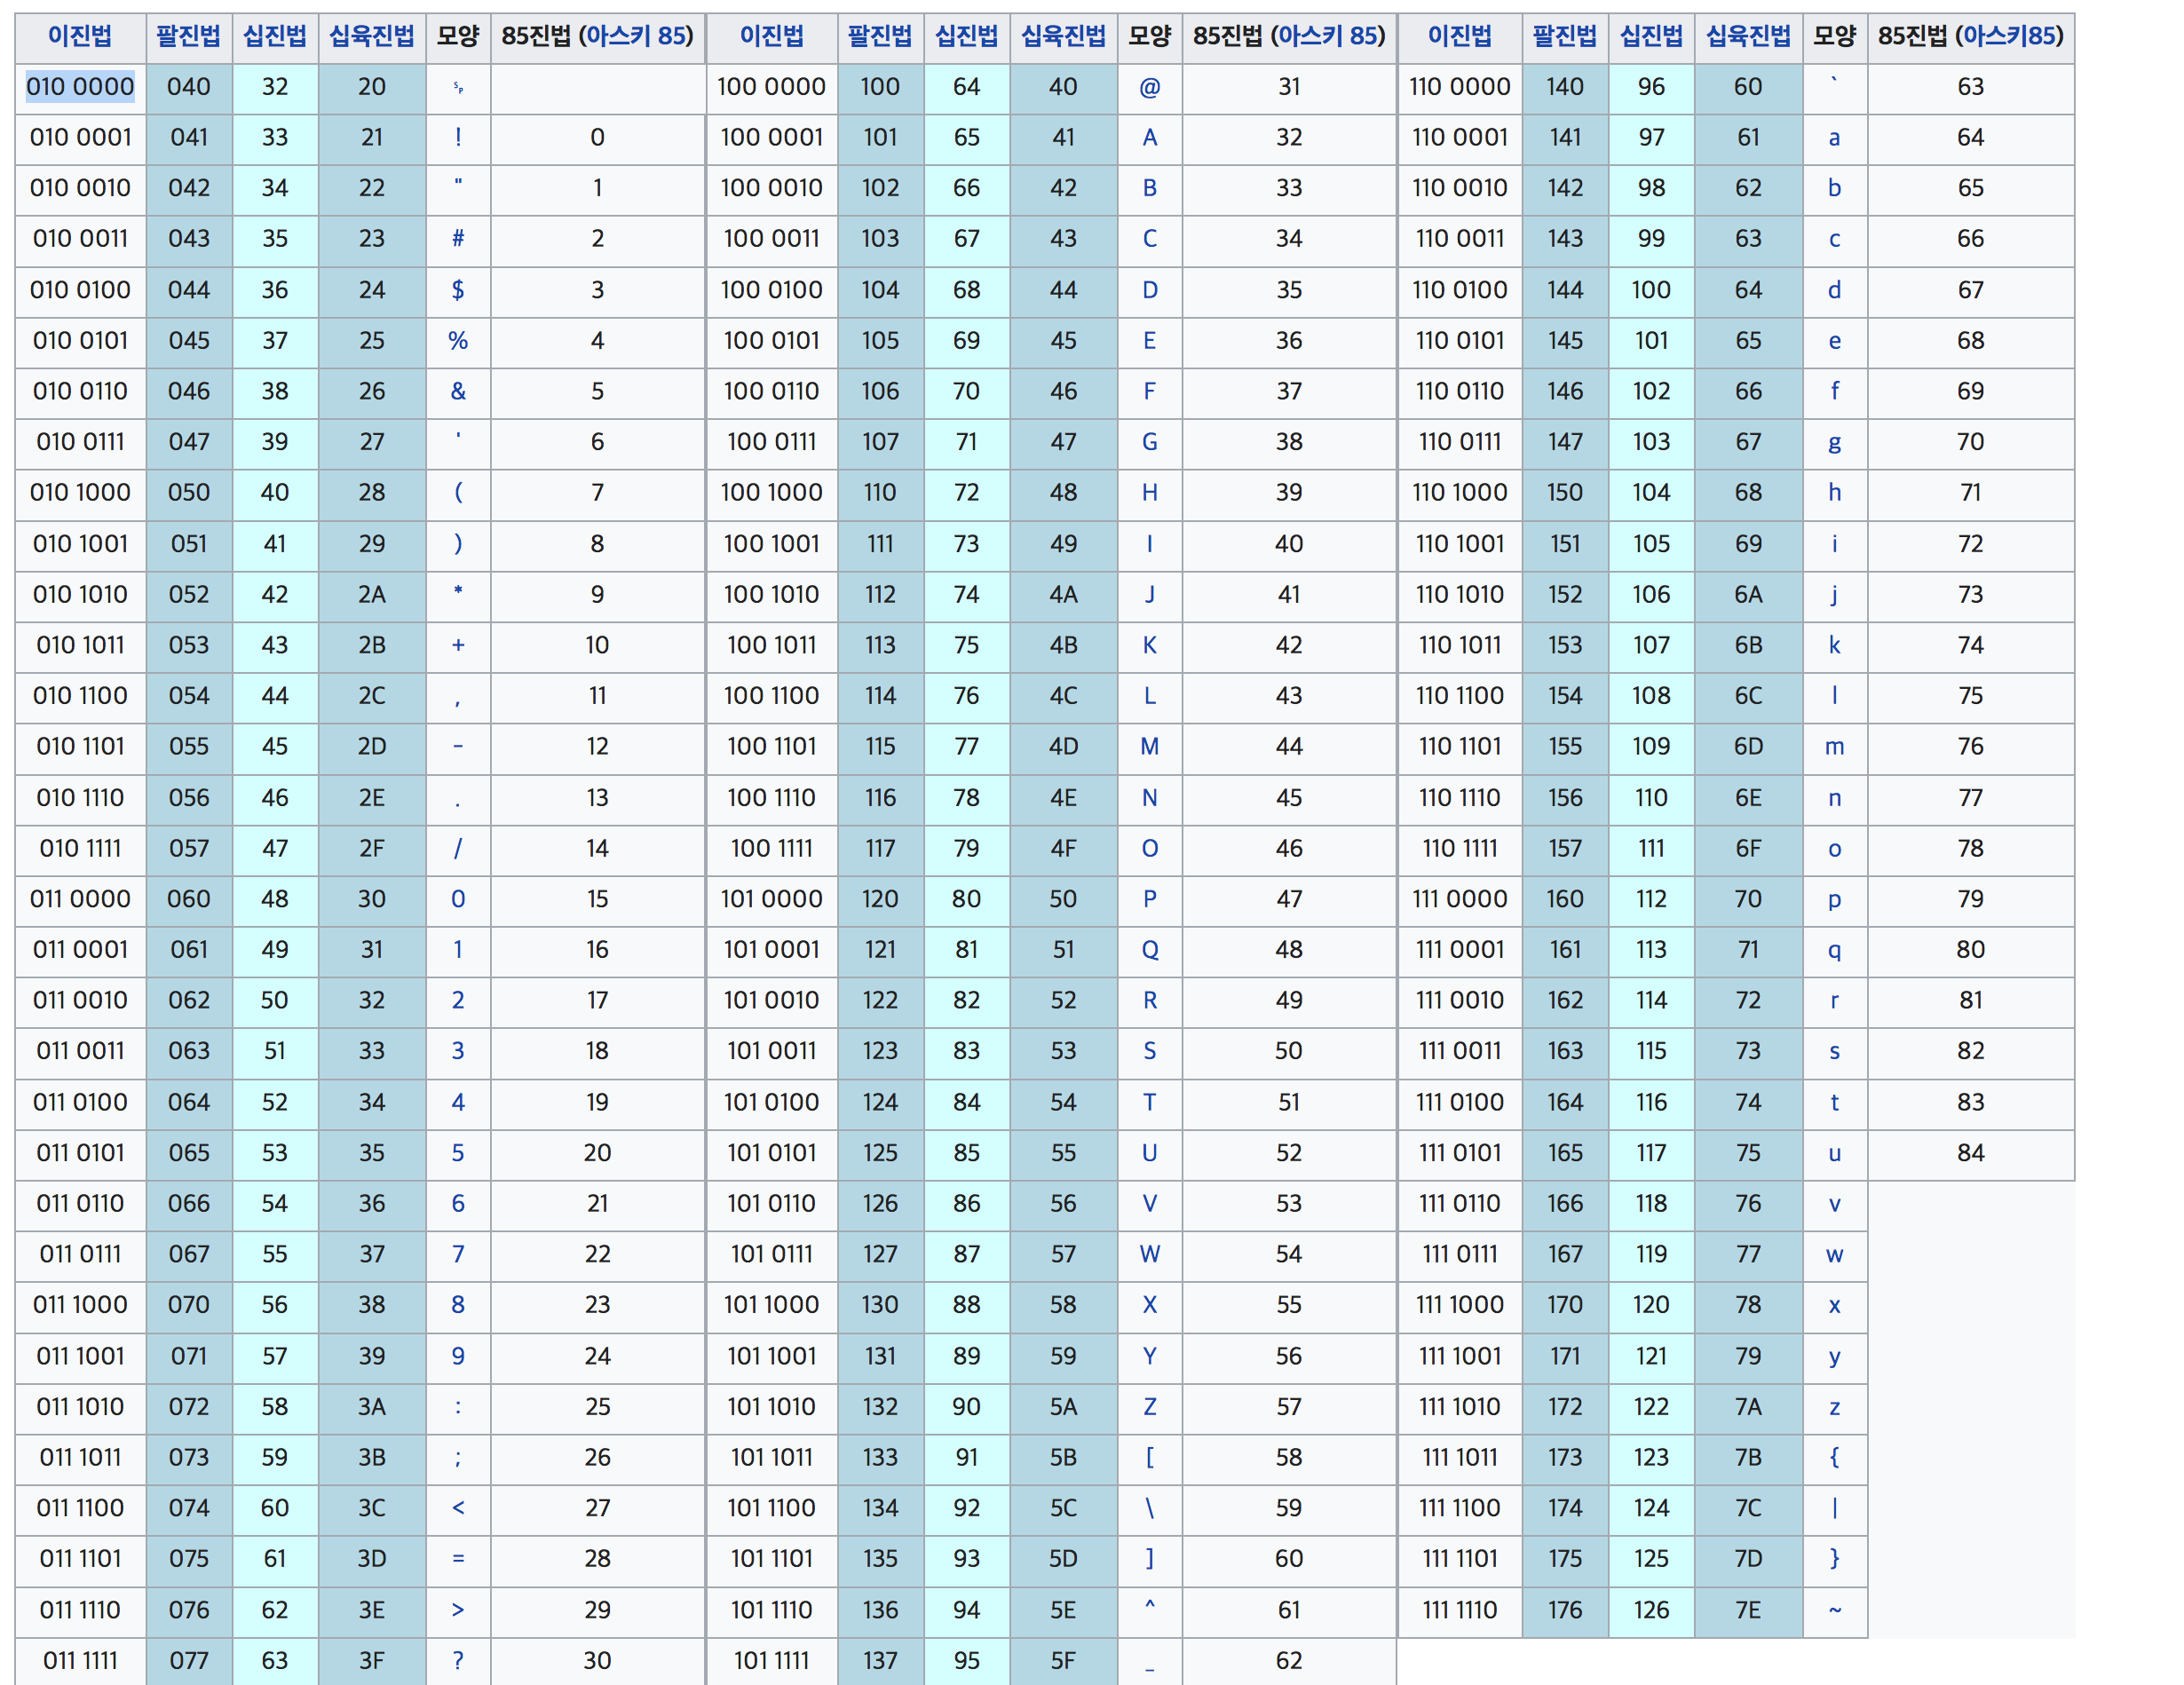 이진법 팔진법 십진법 십육진법 모양 85진법 (아스키 85) 이진법 팔진법 십진법 십육진법 모양 85진법 (아스키 85) 이진법 팔진법 십진법 십육진법 모양 85진법 (아스키85)
010 0000 040 32 20 ␠ 100 0000 100 64 40 @ 31 110 0000 140 96 60 ` 63
010 0001 041 33 21 ! 0 100 0001 101 65 41 A 32 110 0001 141 97 61 a 64
010 0010 042 34 22 " 1 100 0010 102 66 42 B 33 110 0010 142 98 62 b 65
010 0011 043 35 23 # 2 100 0011 103 67 43 C 34 110 0011 143 99 63 c 66
010 0100 044 36 24 $ 3 100 0100 104 68 44 D 35 110 0100 144 100 64 d 67
010 0101 045 37 25 % 4 100 0101 105 69 45 E 36 110 0101 145 101 65 e 68
010 0110 046 38 26 & 5 100 0110 106 70 46 F 37 110 0110 146 102 66 f 69
010 0111 047 39 27 ' 6 100 0111 107 71 47 G 38 110 0111 147 103 67 g 70
010 1000 050 40 28 ( 7 100 1000 110 72 48 H 39 110 1000 150 104 68 h 71
010 1001 051 41 29 ) 8 100 1001 111 73 49 I 40 110 1001 151 105 69 i 72
010 1010 052 42 2A * 9 100 1010 112 74 4A J 41 110 1010 152 106 6A j 73
010 1011 053 43 2B + 10 100 1011 113 75 4B K 42 110 1011 153 107 6B k 74
010 1100 054 44 2C , 11 100 1100 114 76 4C L 43 110 1100 154 108 6C l 75
010 1101 055 45 2D - 12 100 1101 115 77 4D M 44 110 1101 155 109 6D m 76
010 1110 056 46 2E . 13 100 1110 116 78 4E N 45 110 1110 156 110 6E n 77
010 1111 057 47 2F / 14 100 1111 117 79 4F O 46 110 1111 157 111 6F o 78
011 0000 060 48 30 0 15 101 0000 120 80 50 P 47 111 0000 160 112 70 p 79
011 0001 061 49 31 1 16 101 0001 121 81 51 Q 48 111 0001 161 113 71 q 80
011 0010 062 50 32 2 17 101 0010 122 82 52 R 49 111 0010 162 114 72 r 81
011 0011 063 51 33 3 18 101 0011 123 83 53 S 50 111 0011 163 115 73 s 82
011 0100 064 52 34 4 19 101 0100 124 84 54 T 51 111 0100 164 116 74 t 83
011 0101 065 53 35 5 20 101 0101 125 85 55 U 52 111 0101 165 117 75 u 84
011 0110 066 54 36 6 21 101 0110 126 86 56 V 53 111 0110 166 118 76 v
011 0111 067 55 37 7 22 101 0111 127 87 57 W 54 111 0111 167 119 77 w
011 1000 070 56 38 8 23 101 1000 130 88 58 X 55 111 1000 170 120 78 x
011 1001 071 57 39 9 24 101 1001 131 89 59 Y 56 111 1001 171 121 79 y
011 1010 072 58 3A : 25 101 1010 132 90 5A Z 57 111 1010 172 122 7A z
011 1011 073 59 3B ; 26 101 1011 133 91 5B [ 58 111 1011 173 123 7B {
011 1100 074 60 3C < 27 101 1100 134 92 5C \ 59 111 1100 174 124 7C |
011 1101 075 61 3D = 28 101 1101 135 93 5D ] 60 111 1101 175 125 7D }
011 1110 076 62 3E > 29 101 1110 136 94 5E ^ 61 111 1110 176 126 7E ~
011 1111 077 63 3F ? 30 101 1111 137 95 5F _ 62